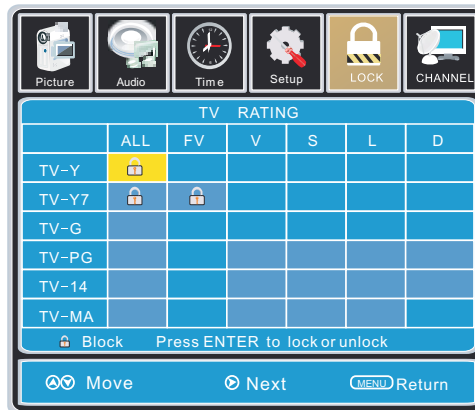 Picture Audio Time Setup LOCK CHANNEL
TV RATING
ALL FV V S L D
TV-Y
TV-Y7
TV-G
TV-PG
TV-14
TV-MA
Block Press ENTER to lock or unlock
Move Next MENU Return